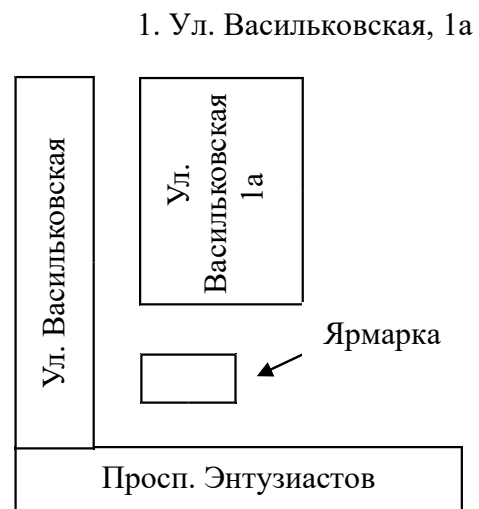 1. Ул. Васильковская, 1а
Ул. Васильковская
Ул.
Васильковская
1а
Ярмарка
Просп. Энтузиастов